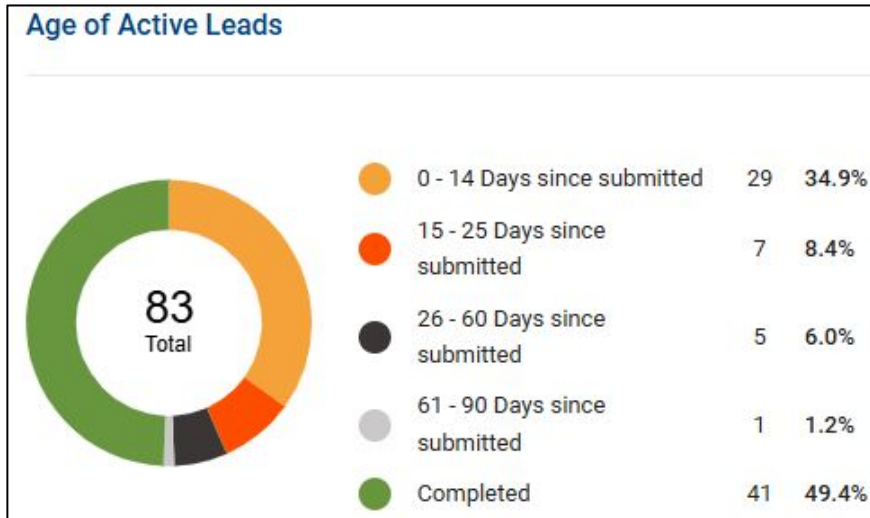 Age of Active Leads
83
Total
0 - 14 Days since submitted 29 34.9%
15 - 25 Days since
submitted 7 8.4%
26 - 60 Days since
submitted 5 6.0%
61 - 90 Days since
submitted 1 1.2%
Completed 41 49.4%